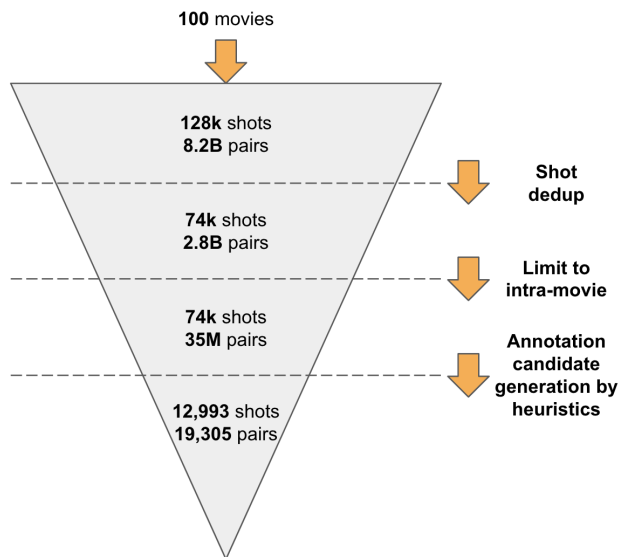 100 movies
128k shots
8.2B pairs
Shot
dedup
74k shots
2.8B pairs
Limit to
intra-movie
74k shots
35M pairs
Annotation
candidate
generation by
heuristics
12,993 shots
19,305 pairs